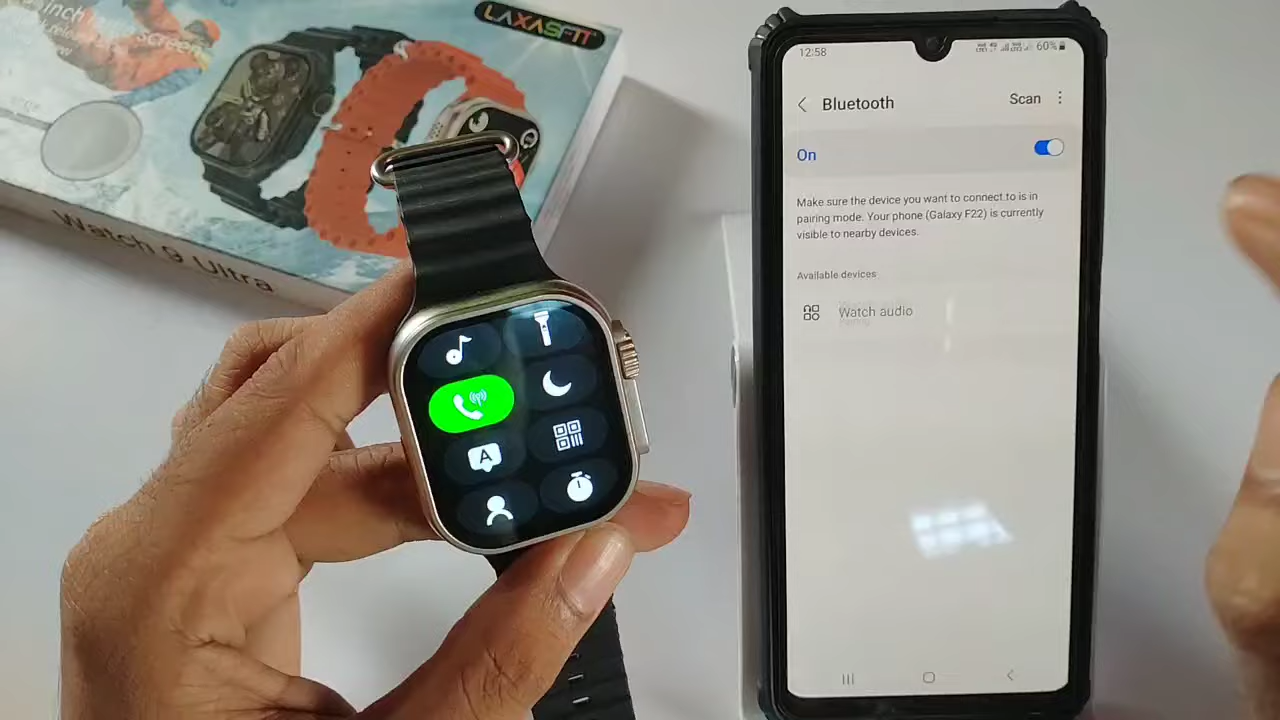 LAXASFIT
Watch 9 Ultra
12:58
60%
Bluetooth
Scan
On
Make sure the device you want to connect to is in
pairing mode. Your phone (Galaxy F22) is currently
visible to nearby devices.
Available devices
Watch audio
A